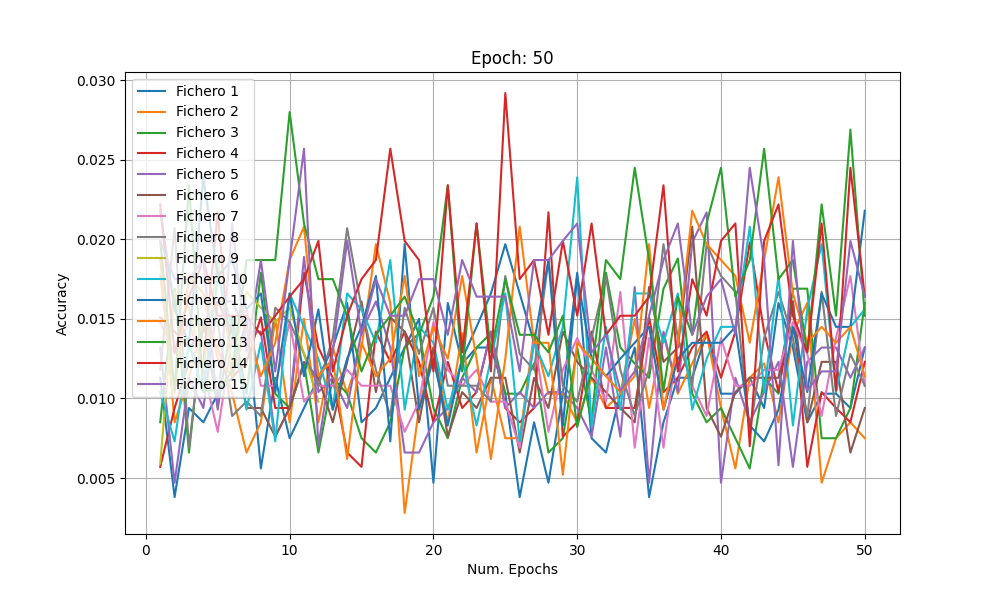 Epoch: 50
0.030
0.025
0.020
0.015
0.010
0.005
Accuracy
Fichero 1
Fichero 2
Fichero 3
Fichero 4
Fichero 5
Fichero 6
Fichero 7
Fichero 8
Fichero 9
Fichero 10
Fichero 11
Fichero 12
Fichero 13
Fichero 14
Fichero 15
0 10 20 30 40 50
Num. Epochs